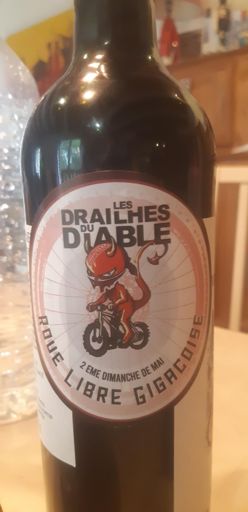 LES
DRAILHES
DU
DIABLE
2 EME DIMANCHE DE MAI
ROUE LIBRE GIGACOISE